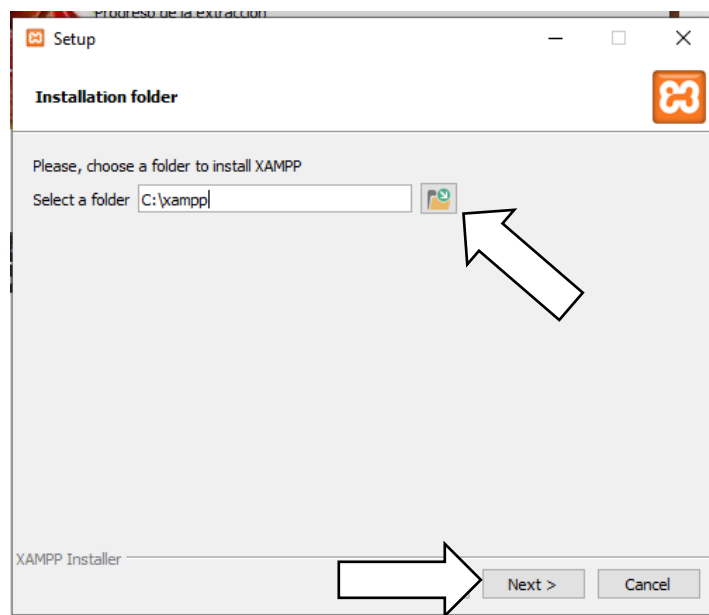 Progreso de la extracción
Setup
Installation folder
Please, choose a folder to install XAMPP
Select a folder C:\xampp
XAMPP Installer
Next >
Cancel